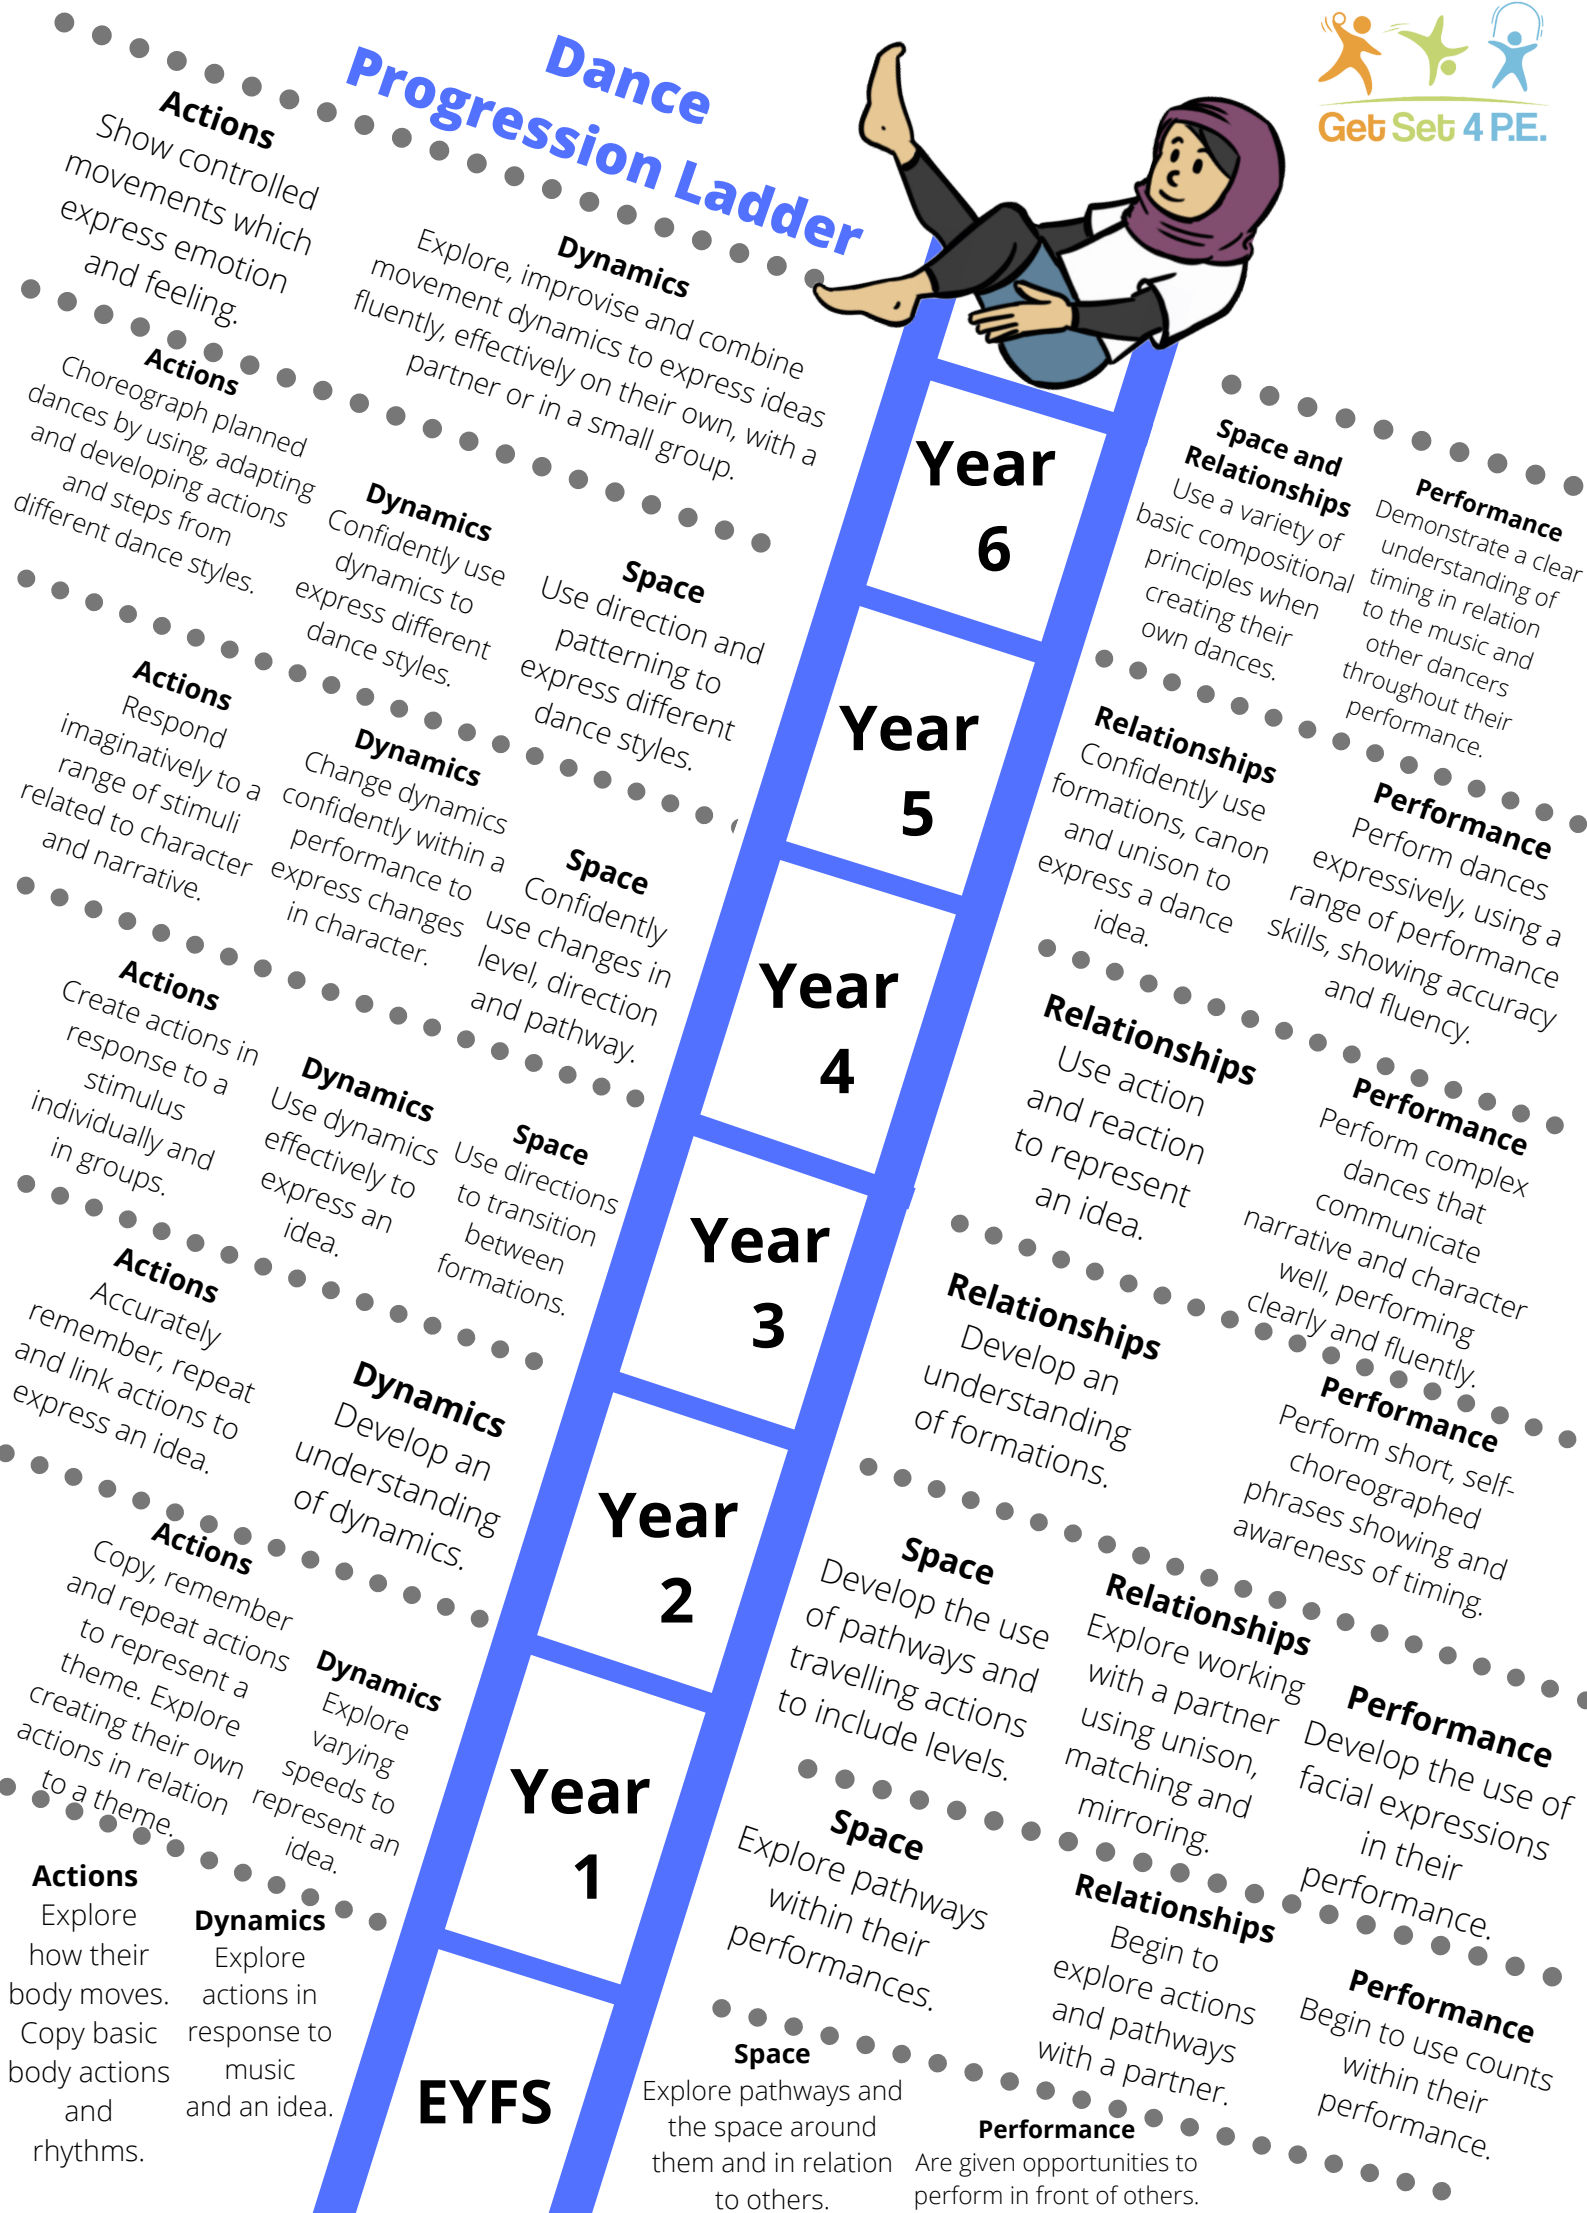 Dance
Progression Ladder
Get Set 4 P.E.
Actions
Show controlled
movements which
express emotion
and feeling.
Dynamics
Explore, improvise and combine
movement dynamics to express ideas
fluently, effectively on their own, with a
partner or in a small group.
Year
6
Space and
Relationships
Use a variety of
basic compositional
principles when
creating their
own dances.
Performance
Demonstrate a clear
understanding of
timing in relation
to the music and
other dancers
throughout their
performance.
Actions
Choreograph planned
dances by using, adapting
and developing actions
and steps from
different dance styles.
Dynamics
Confidently use
dynamics to
express different
dance styles.
Space
Use direction and
patterning to
express different
dance styles.
Year
5
Relationships
Confidently use
formations, canon
and unison to
express a dance
idea.
Performance
Perform dances
expressively, using a
range of performance
skills, showing accuracy
and fluency.
Actions
Respond
imaginatively to a
range of stimuli
related to character
and narrative.
Dynamics
Change dynamics
confidently within a
performance to
express changes
in character.
Space
Confidently
use changes in
level, direction
and pathway.
Year
4
Relationships
Use action
and reaction
to represent
an idea.
Performance
Perform complex
dances that
communicate
narrative and character
well, performing
clearly and fluently.
Actions
Create actions in
response to a
stimulus
individually and
in groups.
Dynamics
Use dynamics
effectively to
express an
idea.
Space
Use directions
to transition
between
formations.
Year
3
Relationships
Develop an
understanding
of formations.
Performance
Perform short, self-
choreographed
phrases showing and
awareness of timing.
Actions
Accurately
remember, repeat
and link actions to
express an idea.
Dynamics
Develop an
understanding
of dynamics.
Year
2
Space
Develop the use
of pathways and
travelling actions
to include levels.
Relationships
Explore working
with a partner
using unison,
matching and
mirroring.
Performance
Develop the use of
facial expressions
in their
performance.
Actions
Copy, remember
and repeat actions
to represent a
theme. Explore
creating their own
actions in relation
to a theme.
Dynamics
Explore
varying
speeds to
represent an
idea.
Year
1
Space
Explore pathways
within their
performances.
Relationships
Begin to
explore actions
and pathways
with a partner.
Performance
Begin to use counts
within their
performance.
Actions
Explore
how their
body moves.
Copy basic
body actions
and
rhythms.
Dynamics
Explore
actions in
response to
music
and an idea.
EYFS
Space
Explore pathways and
the space around
them and in relation
to others.
Performance
Are given opportunities to
perform in front of others.